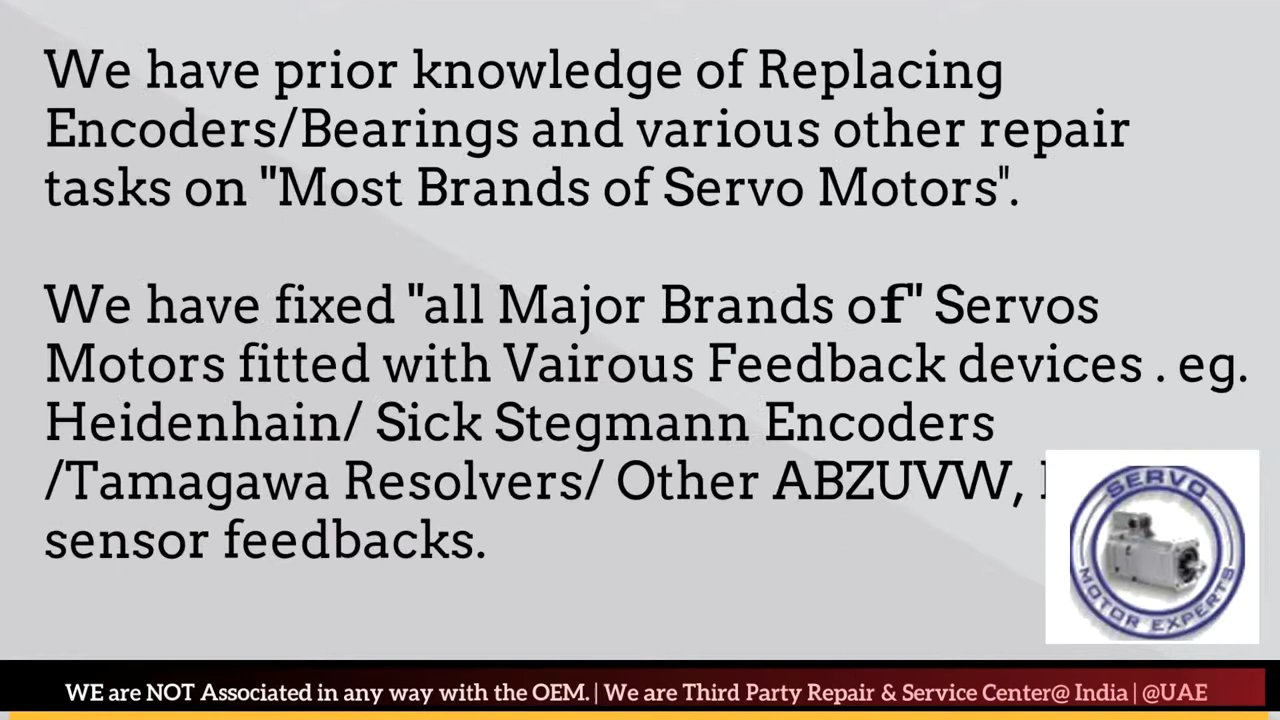 We have prior knowledge of Replacing
Encoders/Bearings and various other repair
tasks on "Most Brands of Servo Motors".
We have fixed "all Major Brands of" Servos
Motors fitted with Vairous Feedback devices . eg.
Heidenhain/ Sick Stegmann Encoders
/Tamagawa Resolvers/ Other ABZUVW,
sensor feedbacks.
SERVO
MOTOR EXPERTS
WE are NOT Associated in any way with the OEM. | We are Third Party Repair & Service Center@ India | @UAE